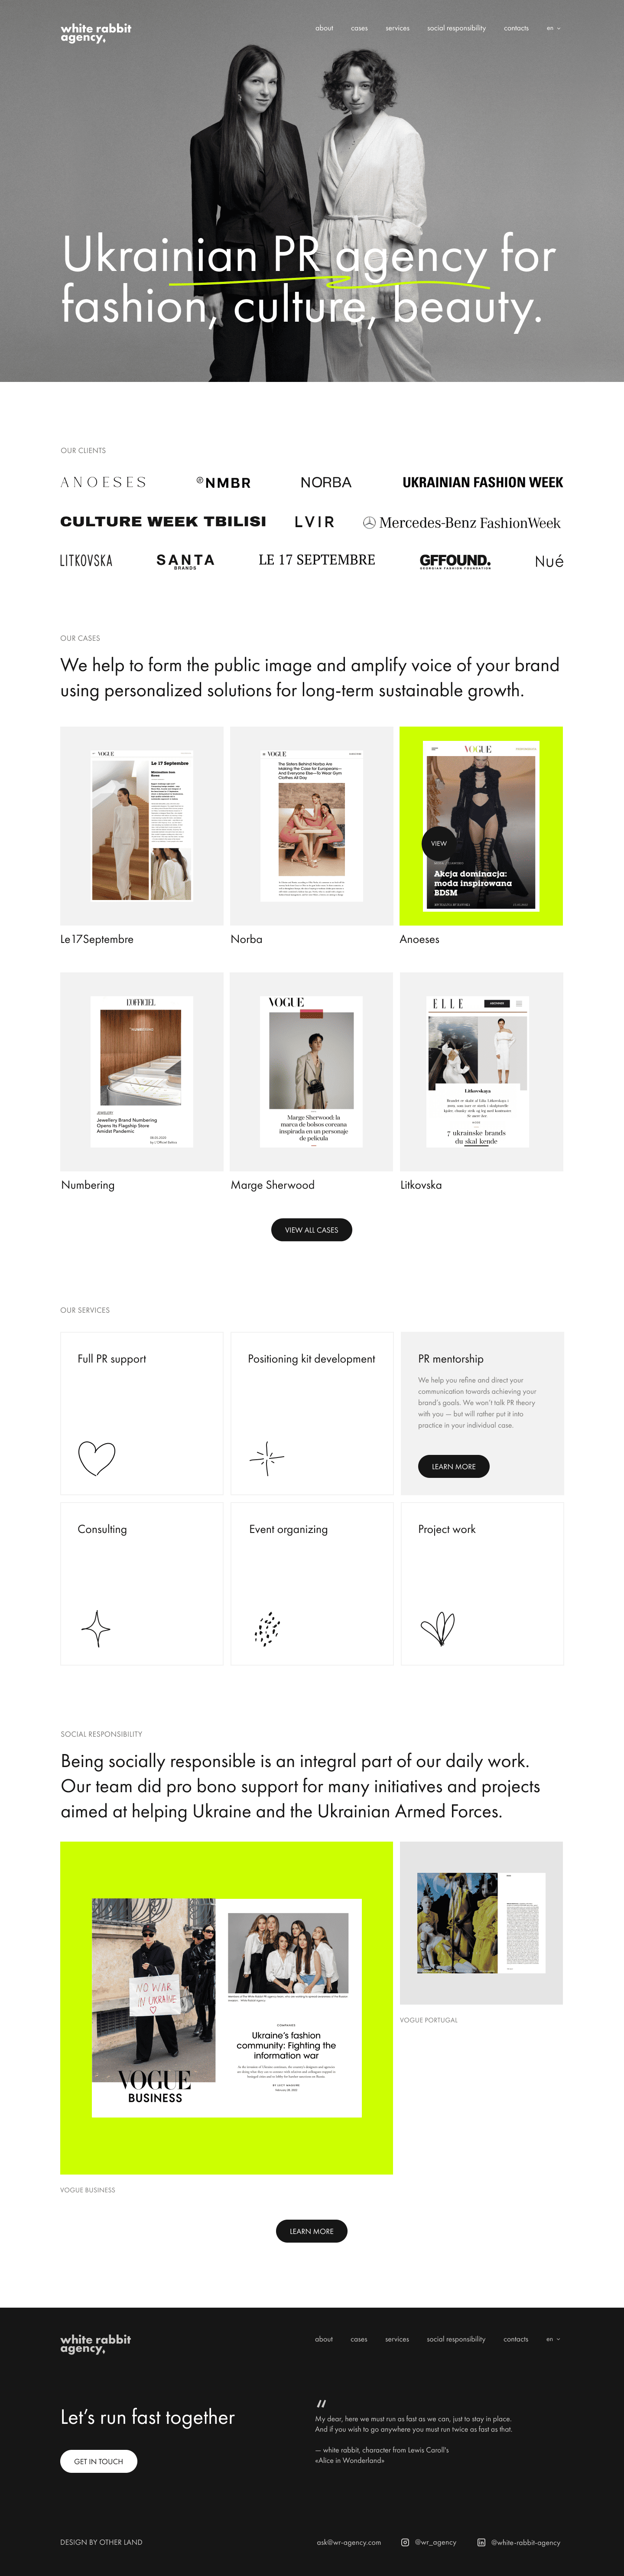 white rabbit
agency,
about cases services social responsibility contacts en
Ukrainian PR agency for
fashion, culture, beauty.
OUR CLIENTS
ANOESES NMBR NORBA UKRAINIAN FASHION WEEK
CULTURE WEEK TBILISI LVIR Mercedes-Benz FashionWeek
LITKOVSKA SANTA BRANDS LE 17 SEPTEMBRE GFFOUND. GEORGIAN FASHION FOUNDATION Nué
OUR CASES
We help to form the public image and amplify voice of your brand
using personalized solutions for long-term sustainable growth.
VOGUE
Le 17 Septembre
Minimalism from
VOGUE
The Sisters Behind Norba Are
Making the Case for European—
And Everyone Else—To Wear Gym
Clothes All Day
VOGUE
VIEW
Akcja dominacja:
moda inspirowana
BDSM
Le17Septembre
Norba
Anoeses
L'OFFICIEL
JEWELLERY
Jewellery Brand Numbering
Opens Its Flagship Store
Amidst Pandemic
VOGUE
Marge Sherwood: la
marca de bolsos coreana
inspirada en un personaje
de película
ELLE
Litkovskaya
7 ukrainske brands
du skal kende
Numbering
Marge Sherwood
Litkovska
VIEW ALL CASES
OUR SERVICES
Full PR support
Positioning kit development
PR mentorship
We help you refine and direct your
communication towards achieving your
brand's goals. We won't talk PR theory
with you — but will rather put it into
practice in your individual case.
LEARN MORE
Consulting
Event organizing
Project work
SOCIAL RESPONSIBILITY
Being socially responsible is an integral part of our daily work.
Our team did pro bono support for many initiatives and projects
aimed at helping Ukraine and the Ukrainian Armed Forces.
NO WAR
IN UKRAINE
VOGUE
BUSINESS
COMPANIES
Ukraine's fashion
community: Fighting the
information war
VOGUE PORTUGAL
VOGUE BUSINESS
LEARN MORE
white rabbit
agency,
about cases services social responsibility contacts en
Let's run fast together
GET IN TOUCH
"
My dear, here we must run as fast as we can, just to stay in place.
And if you wish to go anywhere you must run twice as fast as that.
— white rabbit, character from Lewis Caroll's
«Alice in Wonderland»
DESIGN BY OTHER LAND
ask@wr-agency.com @wr_agency @white-rabbit-agency